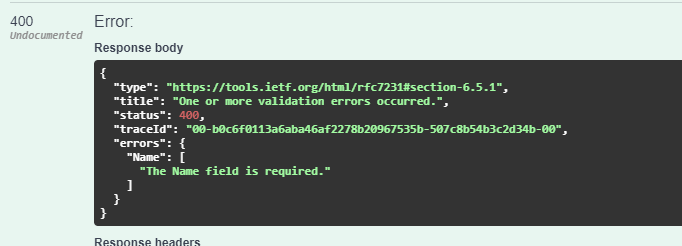 400
Error:
Undocumented
Response body
{
"type": "https://tools.ietf.org/html/rfc7231#section-6.5.1",
"title": "One or more validation errors occurred.",
"status": 400,
"traceId": "00-b0c6f0113a6aba46af2278b20967535b-507c8b54b3c2d34b-00",
"errors": {
"Name": [
"The Name field is required."
]
}
}
Response headers